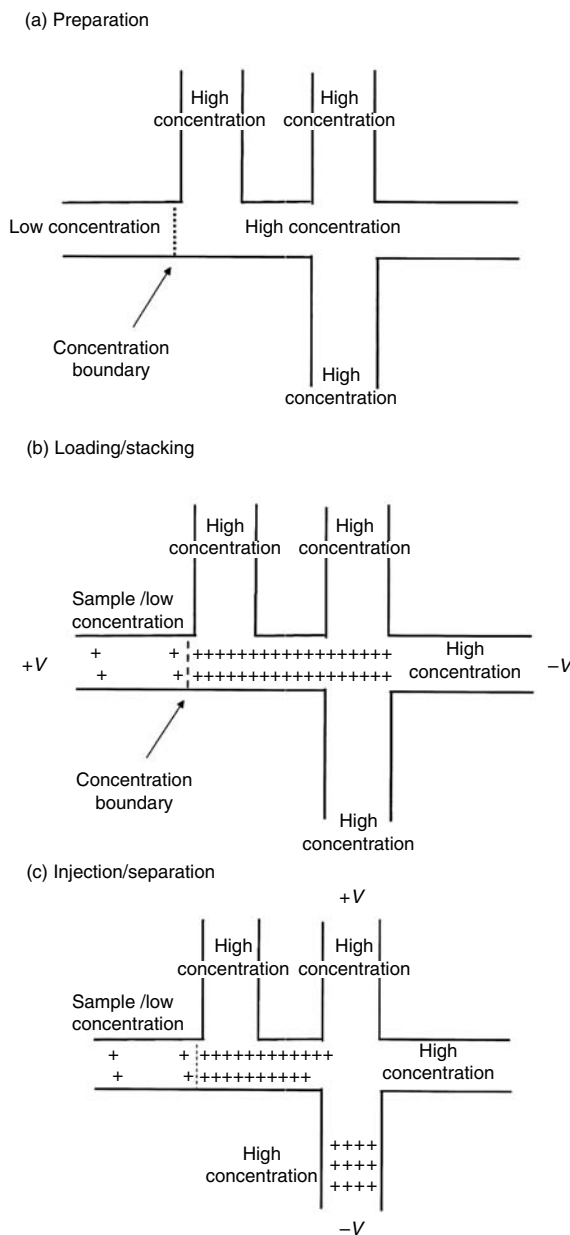 (a) Preparation
High
concentration
High
concentration
Low concentration
High concentration
Concentration
boundary
High
concentration
(b) Loading/stacking
High
concentration
High
concentration
Sample /low
concentration
+V
+ + +++++++++++++++++
+ + +++++++++++++++++
High
concentration
–V
Concentration
boundary
High
concentration
(c) Injection/separation
+V
High
concentration
High
concentration
Sample /low
concentration
+ + +++++++++++++
+ + ++++++++++
High
concentration
High
concentration
++++
++++
++++
–V